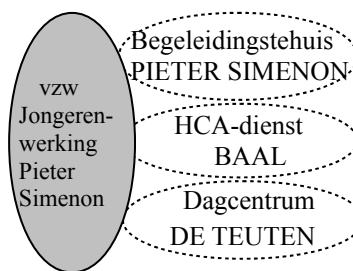 vzw
Jongeren-
werking
Pieter
Simenon
Begeleidingstehuis
PIETER SIMENON
HCA-dienst
BAAL
Dagcentrum
DE TEUTEN